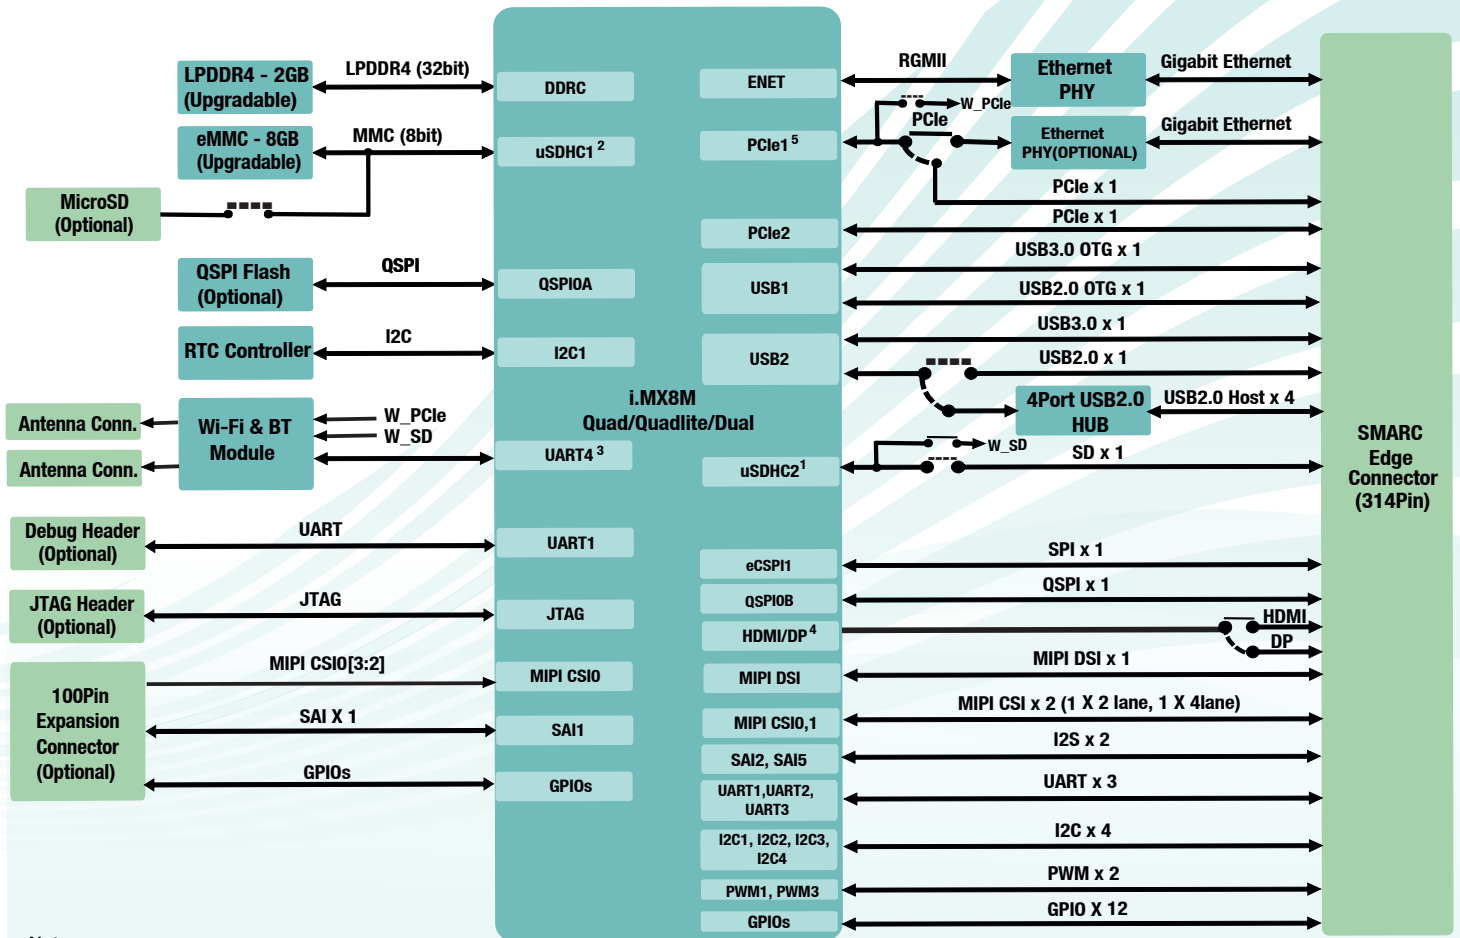 LPDDR4 - 2GB
(Upgradable)
LPDDR4 (32bit)
DDRC
eMMC - 8GB
(Upgradable)
MMC (8bit)
uSDHC1 2
MicroSD
(Optional)
QSPI Flash
(Optional)
QSPI
QSPI0A
RTC Controller
I2C
I2C1
Antenna Conn.
Antenna Conn.
Wi-Fi & BT
Module
W_PCIe
W_SD
UART4 3
Debug Header
(Optional)
UART
UART1
JTAG Header
(Optional)
JTAG
JTAG
100Pin
Expansion
Connector
(Optional)
MIPI CSI0[3:2]
MIPI CSI0
SAI X 1
SAI1
GPIOs
GPIOs
i.MX8M
Quad/Quadlite/Dual
ENET
RGMII
Ethernet
PHY
Gigabit Ethernet
PCIe1 5
W_PCIe
PCIe
Ethernet
PHY(OPTIONAL)
Gigabit Ethernet
PCIe x 1
PCIe2
PCIe x 1
USB1
USB3.0 OTG x 1
USB2.0 OTG x 1
USB2
USB3.0 x 1
USB2.0 x 1
4Port USB2.0
HUB
USB2.0 Host x 4
uSDHC2 1
W_SD
SD x 1
eCSPI1
SPI x 1
QSPI0B
QSPI x 1
HDMI/DP 4
HDMI
DP
MIPI DSI
MIPI DSI x 1
MIPI CSI0,1
MIPI CSI x 2 (1 X 2 lane, 1 X 4lane)
SAI2, SAI5
I2S x 2
UART1,UART2,
UART3
UART x 3
I2C1, I2C2, I2C3,
I2C4
I2C x 4
PWM1, PWM3
PWM x 2
GPIOs
GPIO X 12
SMARC
Edge
Connector
(314Pin)